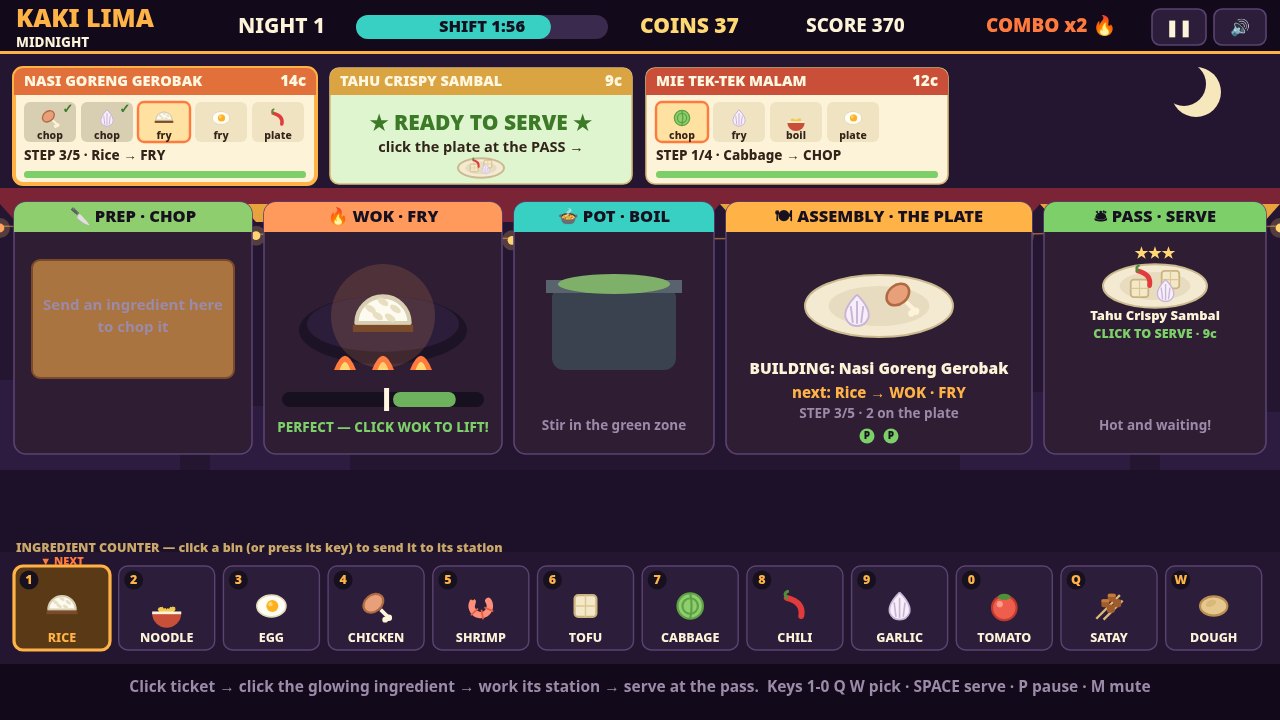 KAKI LIMA
MIDNIGHT
NIGHT 1
SHIFT 1:56
COINS 37
SCORE 370
COMBO x2 🔥
❚❚
🔊
NASI GORENG GEROBAK 14c
chop ✓ chop ✓ fry fry plate
STEP 3/5 · Rice → FRY
TAHU CRISPY SAMBAL 9c
★ READY TO SERVE ★
click the plate at the PASS →
MIE TEK-TEK MALAM 12c
chop fry boil plate
STEP 1/4 · Cabbage → CHOP
🔪 PREP · CHOP
Send an ingredient here
to chop it
🔥 WOK · FRY
PERFECT — CLICK WOK TO LIFT!
🍲 POT · BOIL
Stir in the green zone
🍽 ASSEMBLY · THE PLATE
BUILDING: Nasi Goreng Gerobak
next: Rice → WOK · FRY
STEP 3/5 · 2 on the plate
P P
🛎 PASS · SERVE
★★★
Tahu Crispy Sambal
CLICK TO SERVE · 9c
Hot and waiting!
INGREDIENT COUNTER — click a bin (or press its key) to send it to its station
▼ NEXT
1 RICE
2 NOODLE
3 EGG
4 CHICKEN
5 SHRIMP
6 TOFU
7 CABBAGE
8 CHILI
9 GARLIC
0 TOMATO
Q SATAY
W DOUGH
Click ticket → click the glowing ingredient → work its station → serve at the pass. Keys 1-0 Q W pick · SPACE serve · P pause · M mute